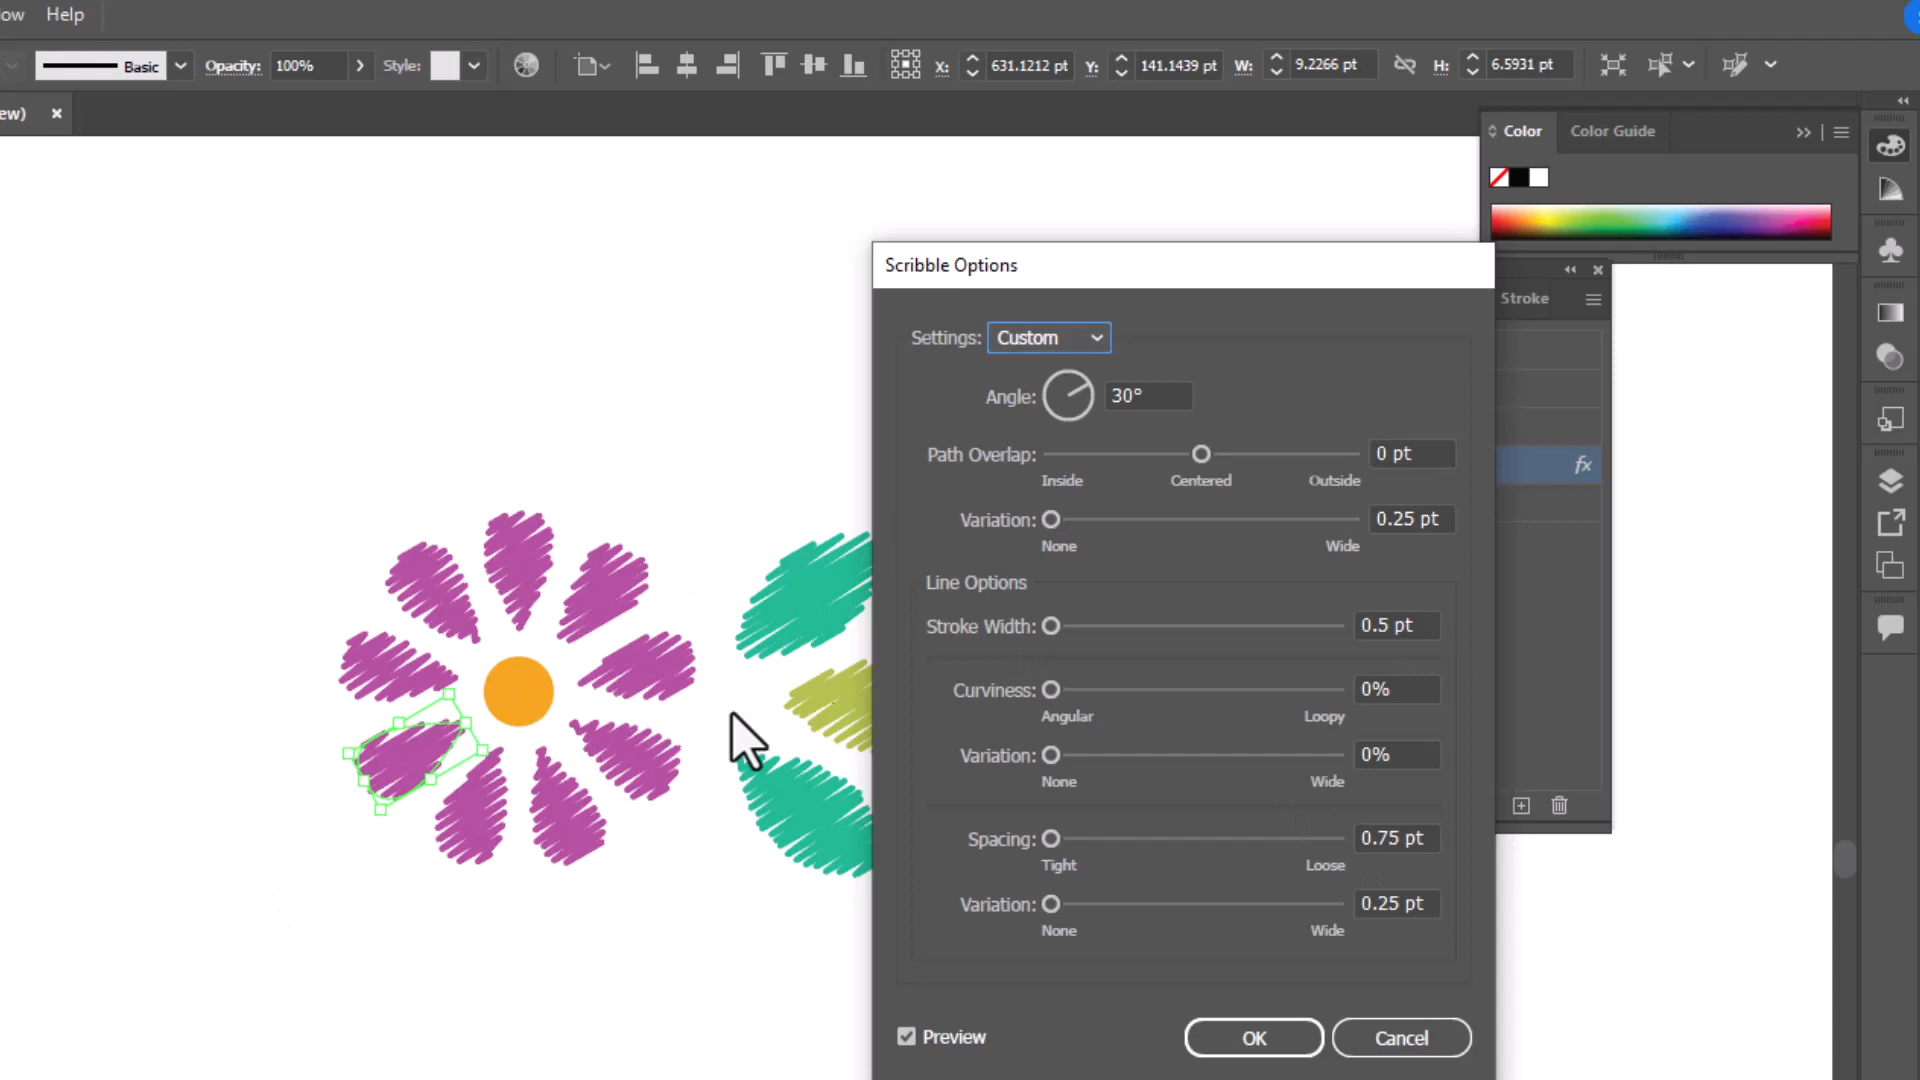 ow Help
Basic Opacity: 100% Style: X: 631.1212 pt Y: 141.1439 pt W: 9.2266 pt H: 6.5931 pt
ew) ×
Color Color Guide
Scribble Options
Stroke
Settings: Custom
Angle: 30°
Path Overlap: 0 pt
Inside Centered Outside
fx
Variation: 0.25 pt
None Wide
Line Options
Stroke Width: 0.5 pt
Curviness: 0%
Angular Loopy
Variation: 0%
None Wide
Spacing: 0.75 pt
Tight Loose
Variation: 0.25 pt
None Wide
Preview OK Cancel